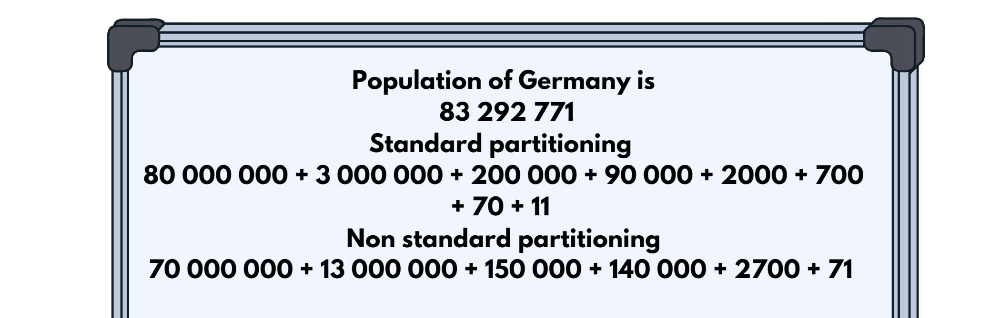 Population of Germany is
83 292 771
Standard partitioning
80 000 000 + 3 000 000 + 200 000 + 90 000 + 2000 + 700
+ 70 + 11
Non standard partitioning
70 000 000 + 13 000 000 + 150 000 + 140 000 + 2700 + 71